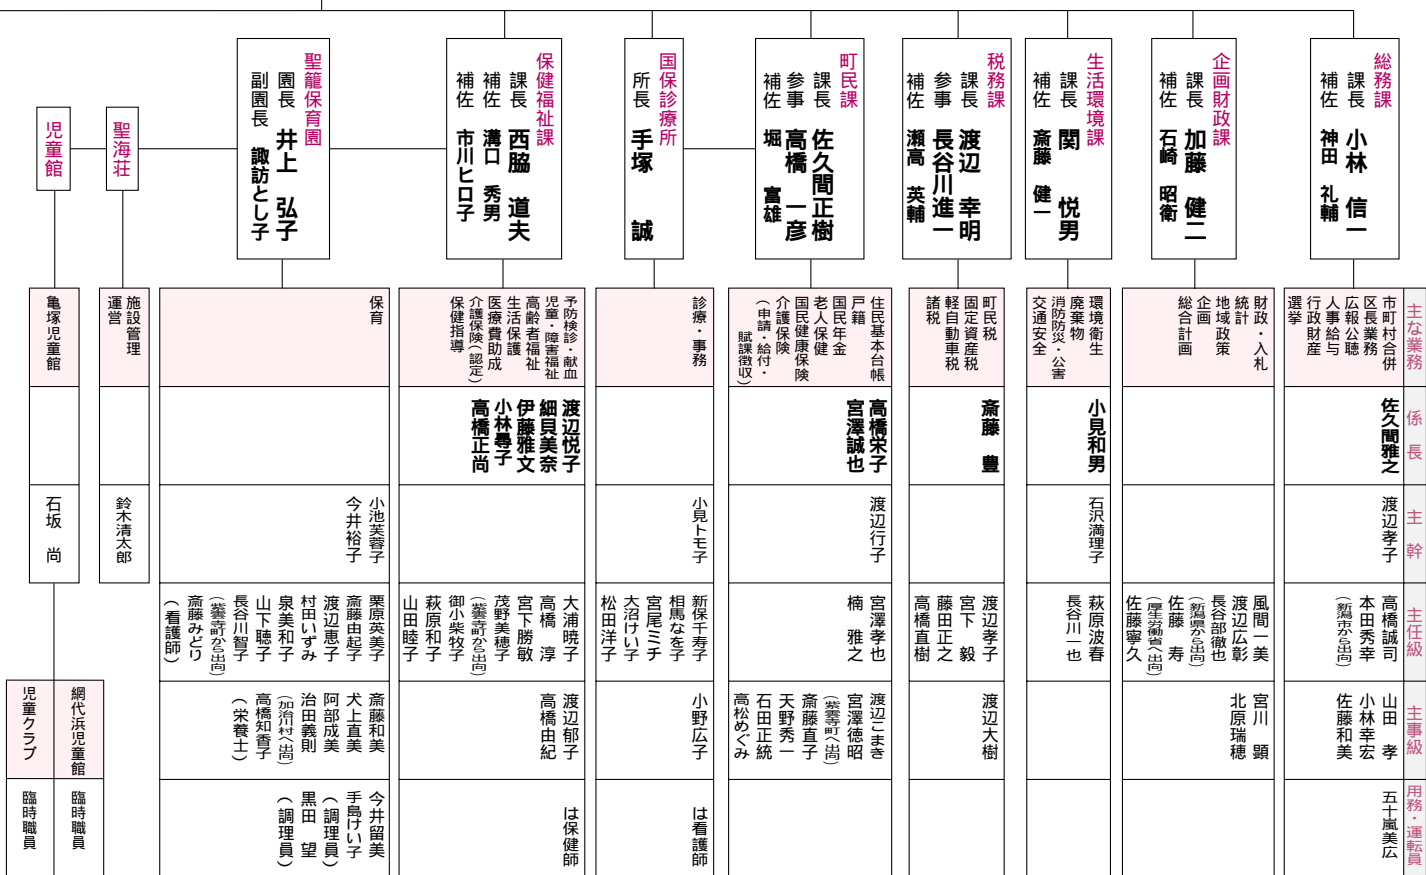 総務課
課長 小林 信一
補佐 神田 礼輔
企画財政課
課長 加藤 健二
補佐 石崎 昭衛
生活環境課
課長 関 悦男
補佐 斎藤 健一
税務課
課長 渡辺 幸明
参事 長谷川進一
補佐 瀬高 英輔
町民課
課長 佐久間正樹
参事 高橋 一彦
補佐 堀 富雄
国保診療所
所長 手塚 誠
保健福祉課
課長 西脇 道夫
補佐 溝口 秀男
補佐 市川ヒロ子
聖籠保育園
園長 井上 弘子
副園長 諏訪とし子
聖海荘
児童館
主な業務
市町村合併
区長業務
広報公聴
人事給与
行政財産
選挙
財政・入札
統計
地域政策
企画
総合計画
環境衛生
廃棄物
消防防災・公害
交通安全
町民税
固定資産税
軽自動車税
諸税
住民基本台帳
戸籍
国民年金
老人保健
国民健康保険
介護保険
(申請・給付・
賦課徴収)
診療・事務
予防検診・献血
児童・障害福祉
高齢者福祉
生活保護
医療費助成
介護保険(認定)
保健指導
保育
施設管理
運営
亀塚児童館
係長
佐久間雅之
小見和男
斎藤 豊
高橋栄子
宮澤誠也
渡辺悦子
細貝美奈
伊藤雅文
小林尋子
高橋正尚
主幹
渡辺孝子
石沢満理子
渡辺行子
小見トモ子
小池芙蓉子
今井裕子
鈴木清太郎
石坂 尚
主任級
高橋誠司
本田秀幸
(新潟市から出向)
風間一美
渡辺広彰
長谷部徹也
(新潟県から出向)
佐藤 寿
(厚生労働省へ出向)
佐藤寧久
萩原波春
長谷川一也
渡辺孝子
宮下 毅
藤田正之
高橋直樹
宮澤孝也
楠 雅之
新保千寿子
相馬なを子
宮尾ミチ
大沼けい子
松田洋子
大浦暁子
高橋 淳
宮下勝敏
茂野美穂子
(紫雲寺町から出向)
御小柴牧子
萩原和子
山田睦子
栗原英美子
斎藤由起子
渡辺恵子
村田いずみ
泉美和子
山下聴子
長谷川智子
(紫雲寺町から出向)
斎藤みどり
(看護師)
主事級
山田 孝
小林幸宏
佐藤和美
宮川 顕
北原瑞穂
渡辺大樹
渡辺こまき
宮澤徳昭
(紫雲寺町へ出向)
斎藤直子
天野秀一
石田正統
高松めぐみ
小野広子
渡辺郁子
高橋由紀
斎藤和美
犬上直美
阿部成美
治田義則
(加治川村へ出向)
高橋知香子
(栄養士)
網代浜児童館
児童クラブ
用務・運転員
五十嵐美広
は看護師
は保健師
今井留美
手島けい子
(調理員)
黒田 望
(調理員)
臨時職員
臨時職員